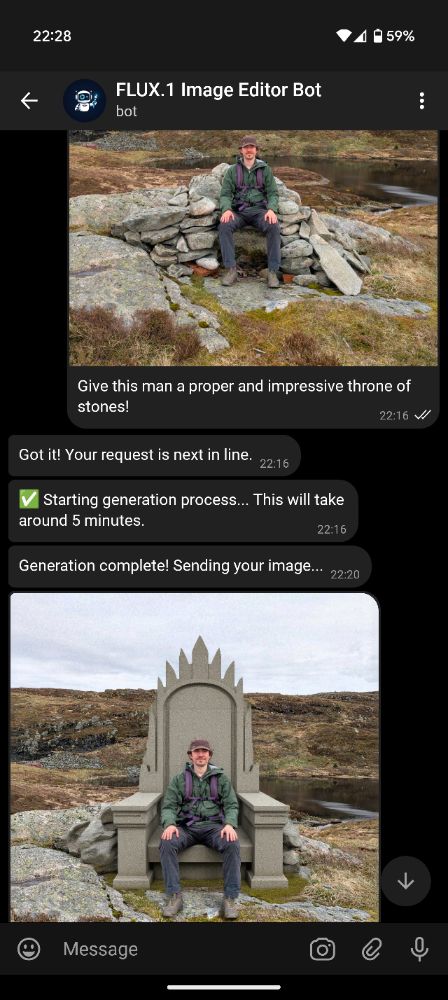 22:28
59%
FLUX.1 Image Editor Bot
bot
Give this man a proper and impressive throne of
stones!
22:16
Got it! Your request is next in line. 22:16
✅ Starting generation process... This will take
around 5 minutes.
22:16
Generation complete! Sending your image... 22:20
Message